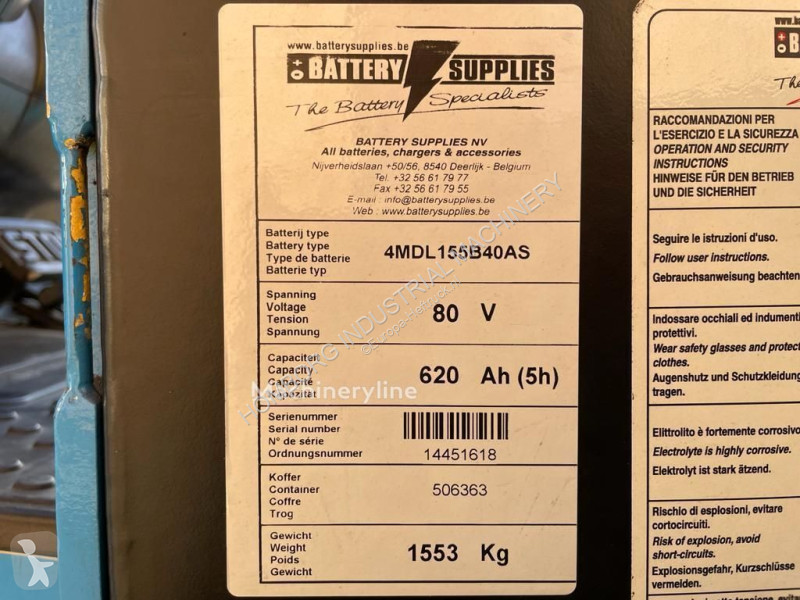 www.batterysupplies.be
BATTERY SUPPLIES
The Battery Specialists
BATTERY SUPPLIES NV
All batteries, chargers & accessories
Nijverheidslaan +50/56, 8540 Deerlijk - Belgium
Tel. +32 56 61 79 77
Fax +32 56 61 79 55
E-mail : info@batterysupplies.be
Web : www.batterysupplies.be
Batterij type
Battery type
Type de batterie
Batterie typ
4MDL155B40AS
Spanning
Voltage
Tension
Spannung
80 V
Capaciteit
Capacity
Capacité
Kapazität
620 Ah (5h)
Serienummer
Serial number
N° de série
Ordnungsnummer
14451618
Koffer
Container
Coffre
Trog
506363
Gewicht
Weight
Poids
Gewicht
1553 Kg
The
RACCOMANDAZIONI PER
L'ESERCIZIO E LA SICUREZZA
OPERATION AND SECURITY
INSTRUCTIONS
HINWEISE FÜR DEN BETRIEB
UND DIE SICHERHEIT
Seguire le istruzioni d'uso.
Follow user instructions.
Gebrauchsanweisung beachten
Indossare occhiali ed indumenti
protettivi.
Wear safety glasses and protect
clothes.
Augenshutz und Schutzkleidung
tragen.
Elittrolito è fortemente corrosivo
Electrolyte is highly corrosive.
Elektrolyt ist stark ätzend.
Rischio di esplosioni, evitare
cortocircuiti.
Risk of explosion, avoid
short-circuits.
Explosionsgefahr, Kurzschlüsse
vermeiden.
Machineryline
INDUSTRIAL MACHINERY